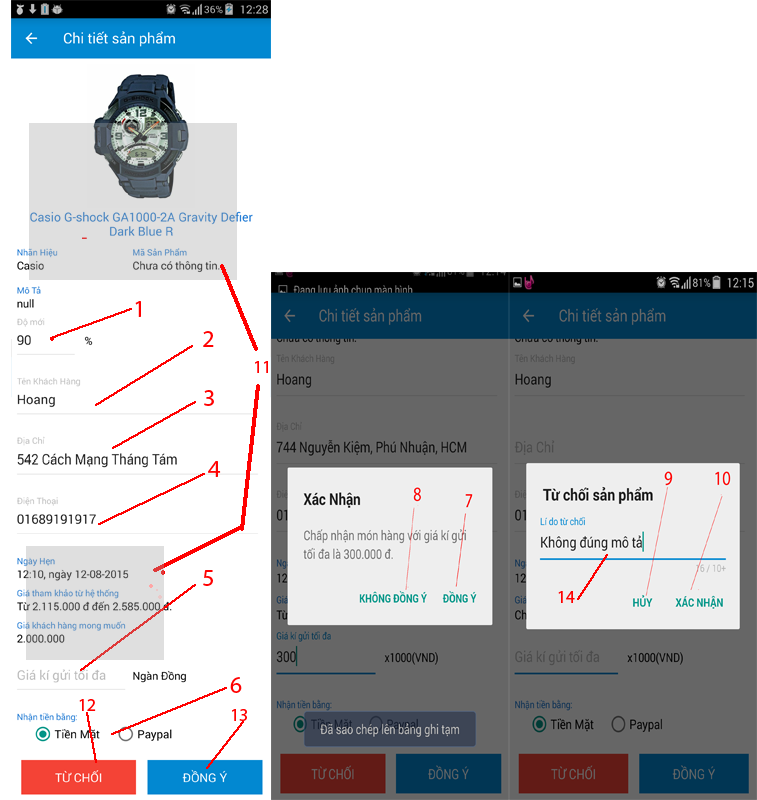 36% 12:28
Chi tiết sản phẩm
Casio G-shock GA1000-2A Gravity Defier
Dark Blue R
Nhãn Hiệu Mã Sản Phẩm
Casio Chưa có thông tin.
Mô Tả
null
Độ mới
1
90 %
2
Tên Khách Hàng
Hoang
11
3
Địa Chỉ
542 Cách Mạng Tháng Tám
4
Điện Thoại
01689191917
Ngày Hẹn
12:10, ngày 12-08-2015
5
Giá tham khảo từ hệ thống
Từ 2.115.000 đ đến 2.585.000 đ.
Giá khách hàng mong muốn
2.000.000
Giá kí gửi tối đa Ngàn Đồng
6
12
13
Nhận tiền bằng:
Tiền Mặt Paypal
TỪ CHỐI ĐỒNG Ý
81% 12:14
Đang lưu ảnh chụp màn hình
Chi tiết sản phẩm
Chưa có thông tin.
Tên Khách Hàng
Hoang
Địa Chỉ
744 Nguyễn Kiệm, Phú Nhuận, HCM
Xác Nhận
8
7
Chấp nhận món hàng với giá kí gửi
tối đa là 300.000 đ.
KHÔNG ĐỒNG Ý ĐỒNG Ý
Giá kí gửi tối đa
300 x1000(VND)
Nhận tiền bằng:
Tiền Mặt Paypal
Đã sao chép lên bảng ghi tạm
TỪ CHỐI ĐỒNG Ý
81% 12:15
Chi tiết sản phẩm
Chưa có thông tin.
Tên Khách Hàng
Hoang
Địa Chỉ
9
10
Từ chối sản phẩm
Lí do từ chối
Không đúng mô tả
16 / 10+
14
HỦY XÁC NHẬN
Giá kí gửi tối đa x1000(VND)
Nhận tiền bằng:
Tiền Mặt Paypal
TỪ CHỐI ĐỒNG Ý